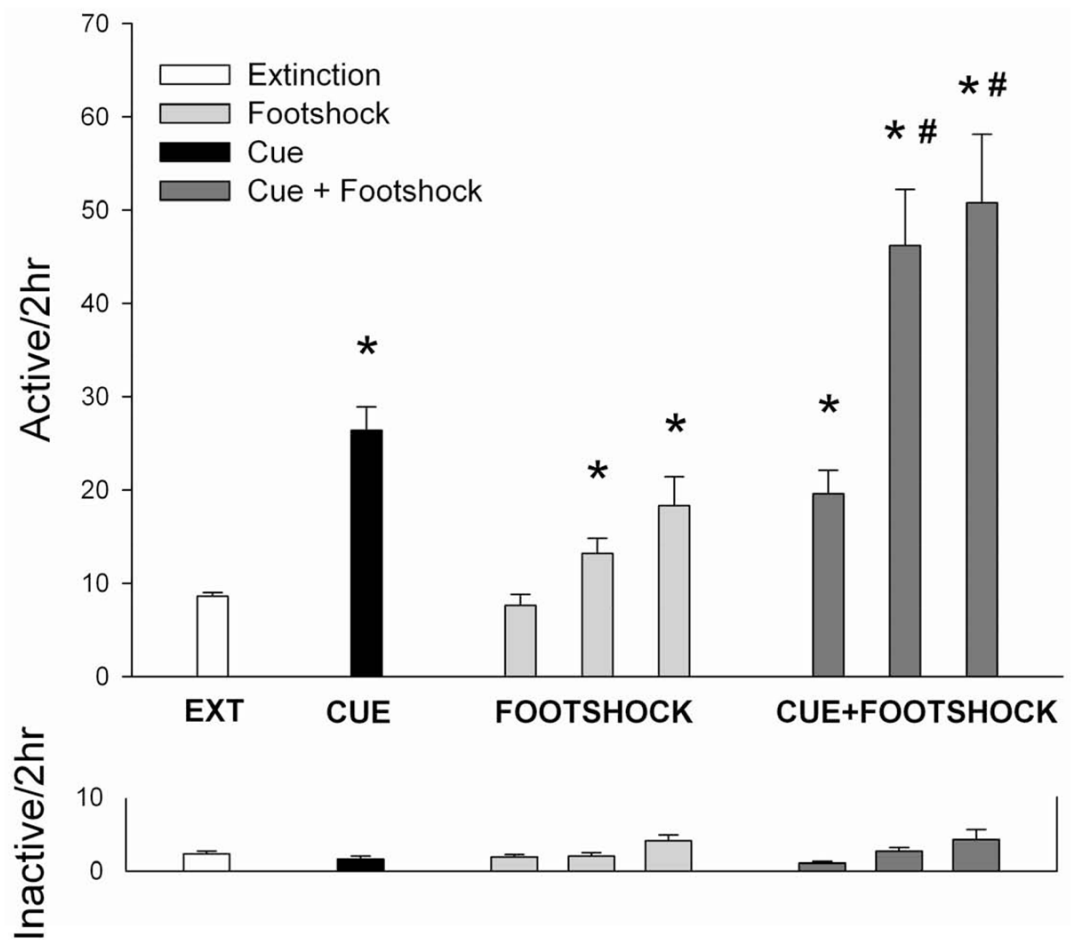 70
60
50
40
30
20
10
0
Active/2hr
Extinction
Footshock
Cue
Cue + Footshock
*
*
*
*
* #
* #
EXT CUE FOOTSHOCK CUE+FOOTSHOCK
Inactive/2hr
10
0